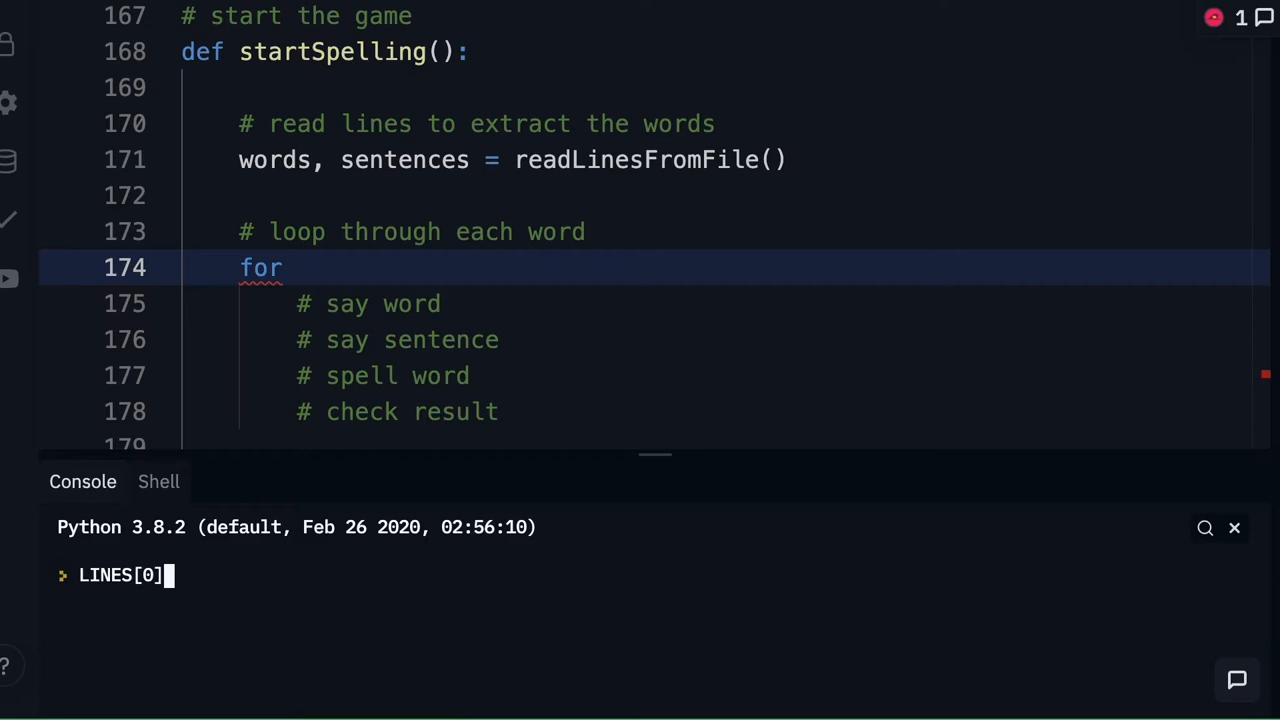 167 # start the game
1
168 def startSpelling():
169
170 # read lines to extract the words
171 words, sentences = readLinesFromFile()
172
173 # loop through each word
174 for
175 # say word
176 # say sentence
177 # spell word
178 # check result
179
Console Shell
Python 3.8.2 (default, Feb 26 2020, 02:56:10)
> LINES[0]
?